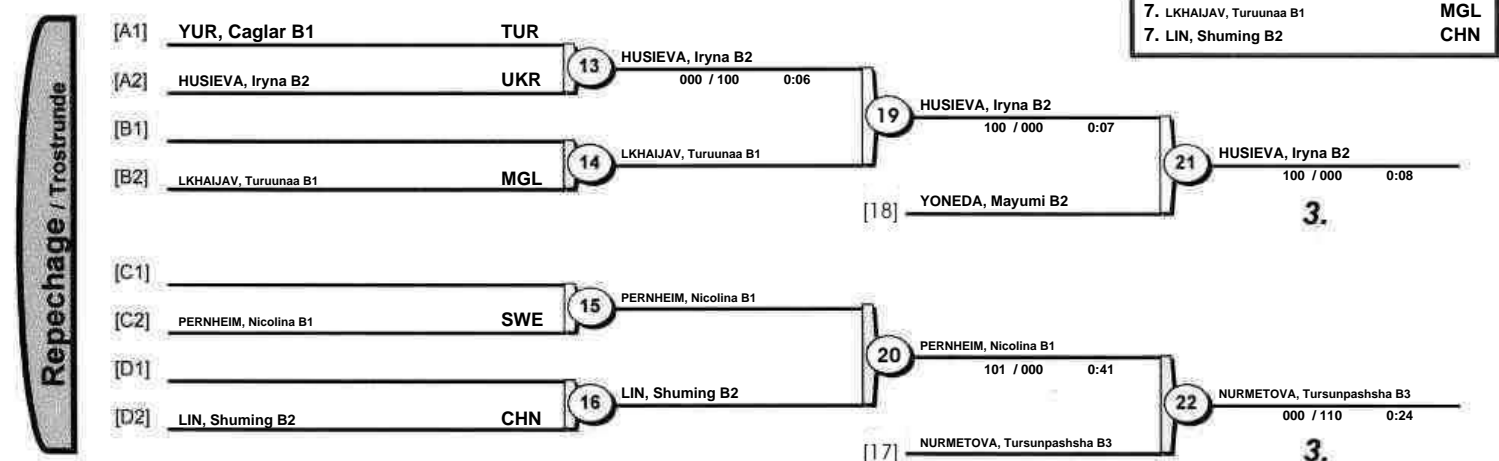 7. LKHAIJAV, Turuunaa B1 MGL
7. LIN, Shuming B2 CHN
Repechage / Trostrunde
[A1] YUR, Caglar B1 TUR
13 HUSIEVA, Iryna B2
000 / 100 0:06
[A2] HUSIEVA, Iryna B2 UKR
19 HUSIEVA, Iryna B2
100 / 000 0:07
[B1]
14 LKHAIJAV, Turuunaa B1
[B2] LKHAIJAV, Turuunaa B1 MGL
21 HUSIEVA, Iryna B2
100 / 000 0:08
[18] YONEDA, Mayumi B2
3.
[C1]
15 PERNHEIM, Nicolina B1
[C2] PERNHEIM, Nicolina B1 SWE
20 PERNHEIM, Nicolina B1
101 / 000 0:41
[D1]
16 LIN, Shuming B2
[D2] LIN, Shuming B2 CHN
22 NURMETOVA, Tursunpashsha B3
000 / 110 0:24
[17] NURMETOVA, Tursunpashsha B3
3.